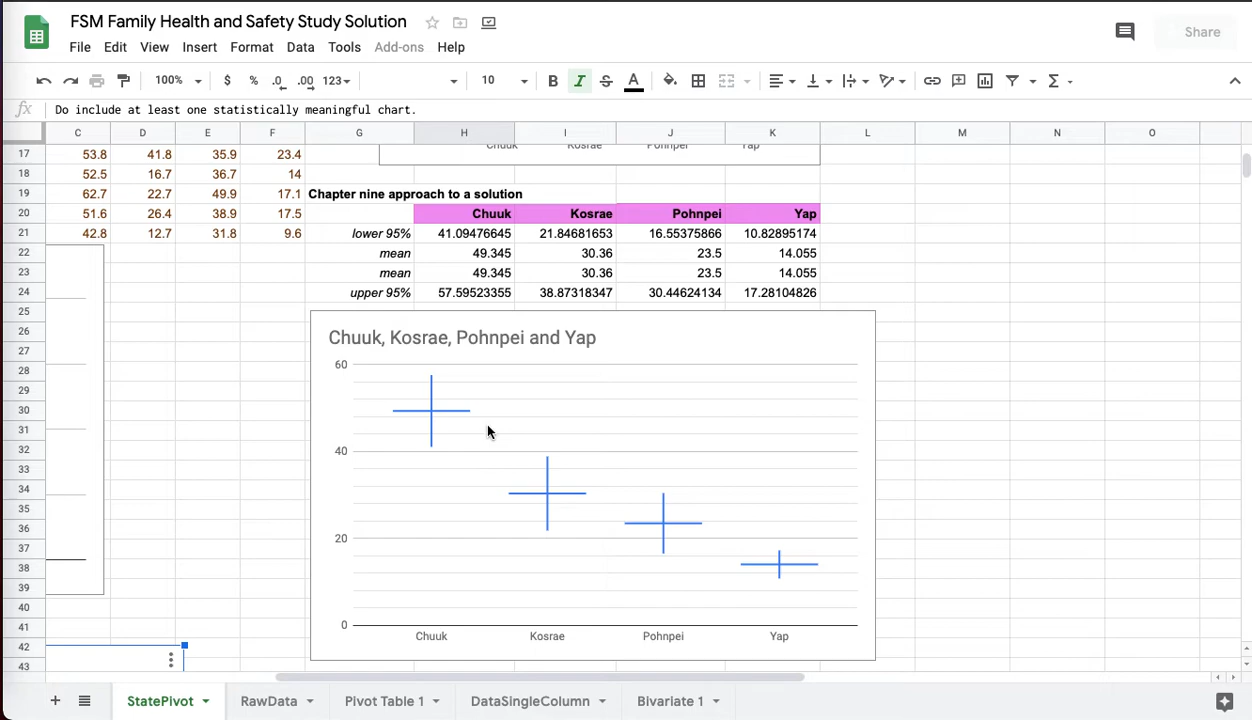 FSM Family Health and Safety Study Solution
File Edit View Insert Format Data Tools Add-ons Help
Share
100% $ % .0 .00 123 10 B I S A
fx Do include at least one statistically meaningful chart.
C D E F G H I J K L M N O
Chuuk Kosrae Pohnpei Yap
17 53.8 41.8 35.9 23.4
18 52.5 16.7 36.7 14
19 62.7 22.7 49.9 17.1 Chapter nine approach to a solution
20 51.6 26.4 38.9 17.5 Chuuk Kosrae Pohnpei Yap
21 42.8 12.7 31.8 9.6 lower 95% 41.09476645 21.84681653 16.55375866 10.82895174
22 mean 49.345 30.36 23.5 14.055
23 mean 49.345 30.36 23.5 14.055
24 upper 95% 57.59523355 38.87318347 30.44624134 17.28104826
25
26
27
28
29
30
31
32
33
34
35
36
37
38
39
40
41
42
43
Chuuk, Kosrae, Pohnpei and Yap
60
40
20
0
Chuuk Kosrae Pohnpei Yap
StatePivot RawData Pivot Table 1 DataSingleColumn Bivariate 1